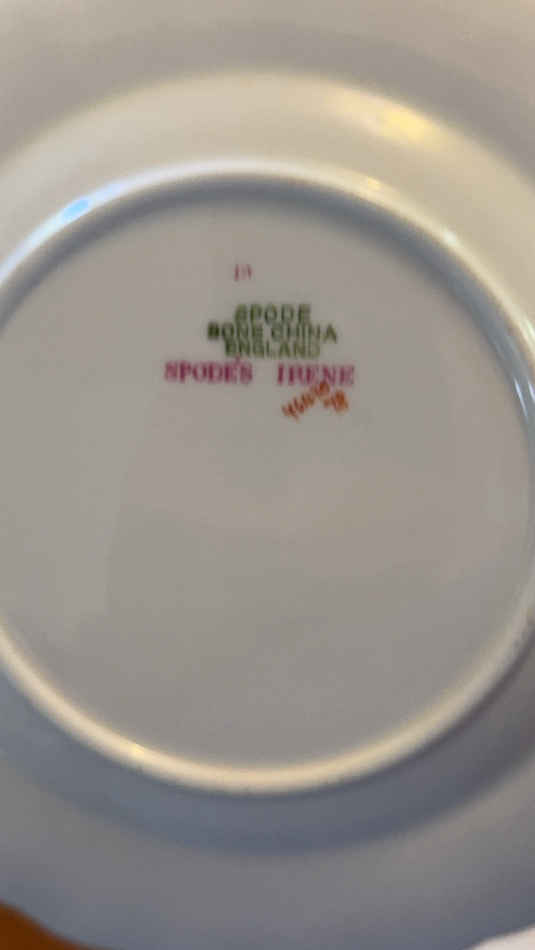 SPODE
BONE CHINA
ENGLAND
SPODE'S IRENE